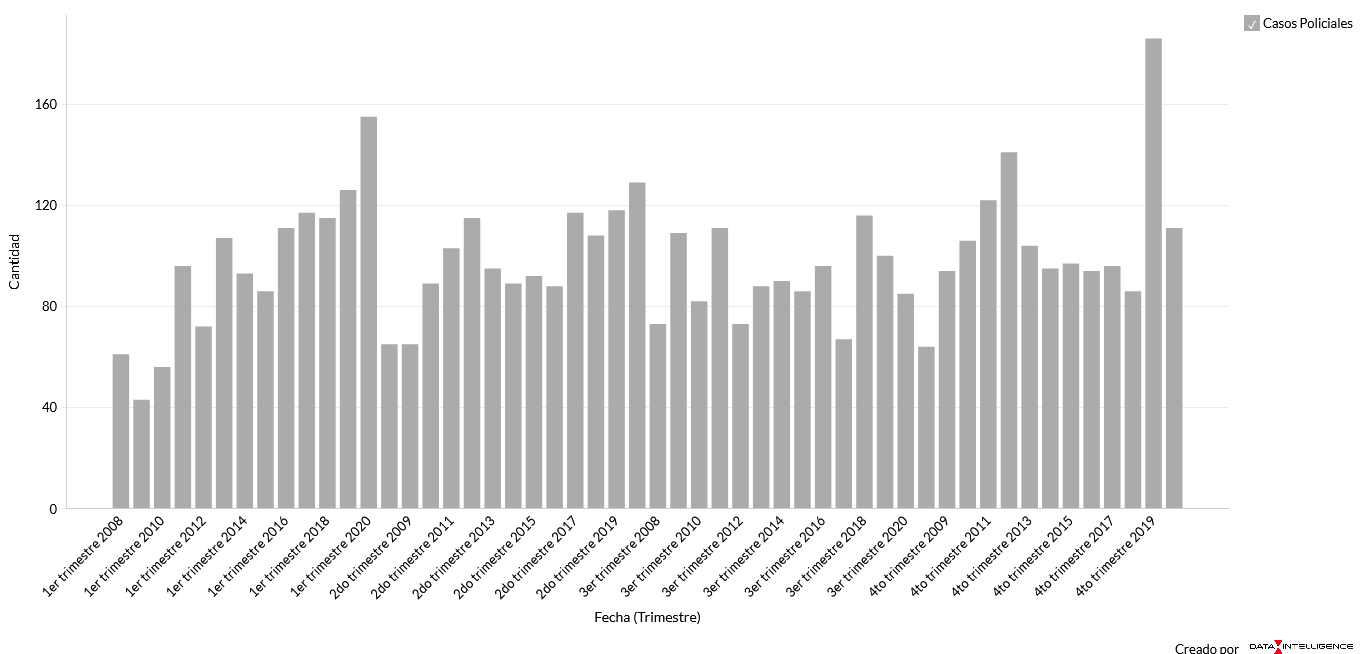 Casos Policiales
160
120
80
40
0
Cantidad
1er trimestre 2008
1er trimestre 2010
1er trimestre 2012
1er trimestre 2014
1er trimestre 2016
1er trimestre 2018
1er trimestre 2020
2do trimestre 2009
2do trimestre 2011
2do trimestre 2013
2do trimestre 2015
2do trimestre 2017
2do trimestre 2019
3er trimestre 2008
3er trimestre 2010
3er trimestre 2012
3er trimestre 2014
3er trimestre 2016
3er trimestre 2018
3er trimestre 2020
4to trimestre 2009
4to trimestre 2011
4to trimestre 2013
4to trimestre 2015
4to trimestre 2017
4to trimestre 2019
Fecha (Trimestre)
Creado por DATA INTELLIGENCE